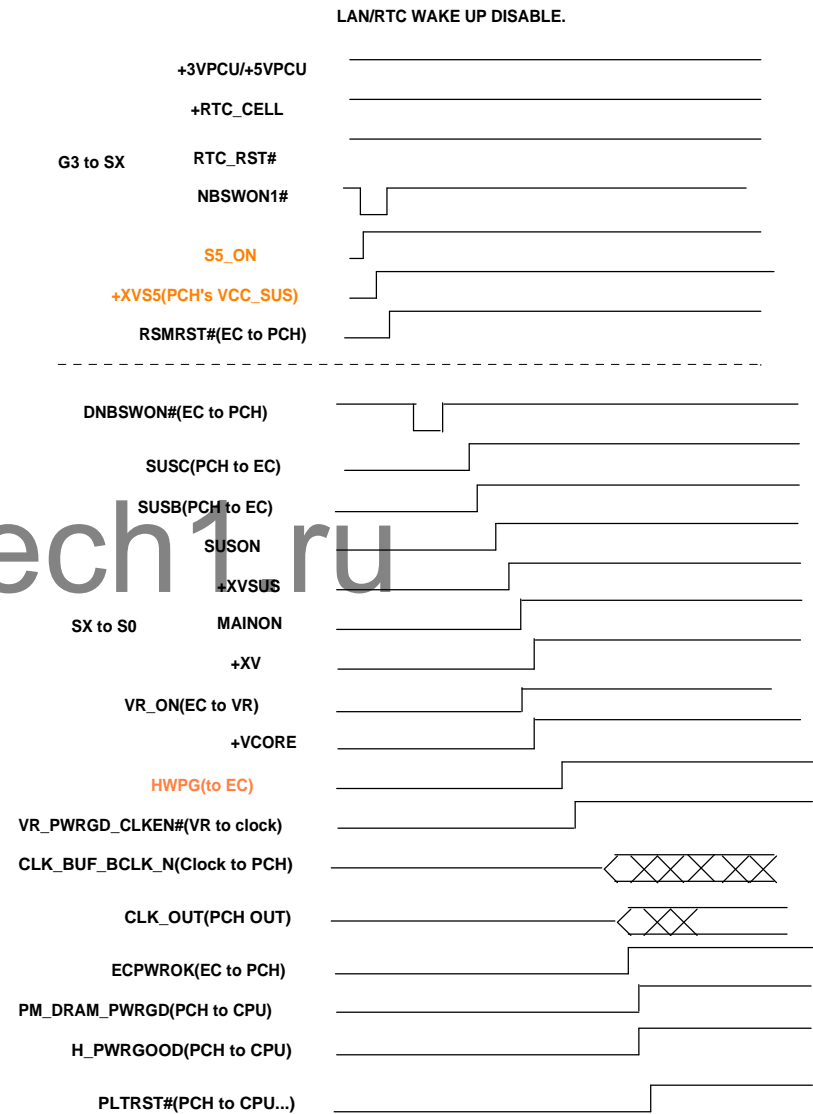 LAN/RTC WAKE UP DISABLE.
+3VPCU/+5VPCU
+RTC_CELL
G3 to SX
RTC_RST#
NBSWON1#
S5_ON
+XVS5(PCH's VCC_SUS)
RSMRST#(EC to PCH)
DNBSWON#(EC to PCH)
SUSC(PCH to EC)
SUSB(PCH to EC)
ech1.ru
SUSON
+XVSUS
SX to S0
MAINON
+XV
VR_ON(EC to VR)
+VCORE
HWPG(to EC)
VR_PWRGD_CLKEN#(VR to clock)
CLK_BUF_BCLK_N(Clock to PCH)
CLK_OUT(PCH OUT)
ECPWROK(EC to PCH)
PM_DRAM_PWRGD(PCH to CPU)
H_PWRGOOD(PCH to CPU)
PLTRST#(PCH to CPU...)